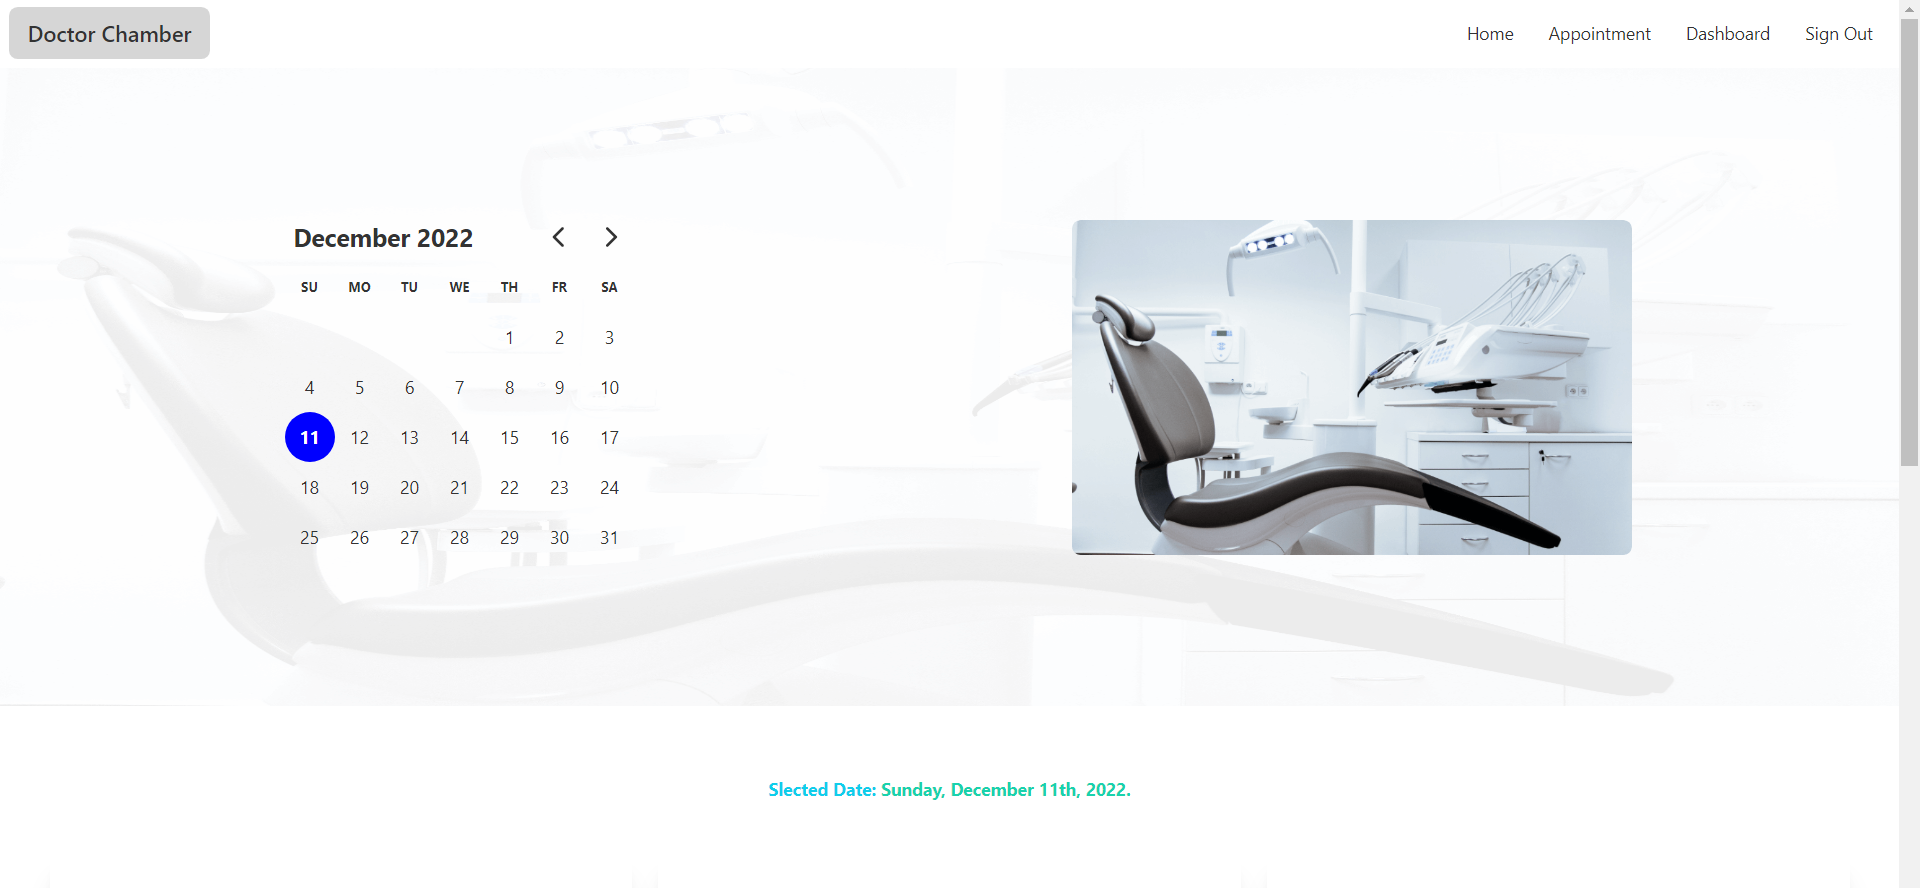 Doctor Chamber
Home Appointment Dashboard Sign Out
December 2022
SU MO TU WE TH FR SA
1 2 3
4 5 6 7 8 9 10
11 12 13 14 15 16 17
18 19 20 21 22 23 24
25 26 27 28 29 30 31
Slected Date: Sunday, December 11th, 2022.